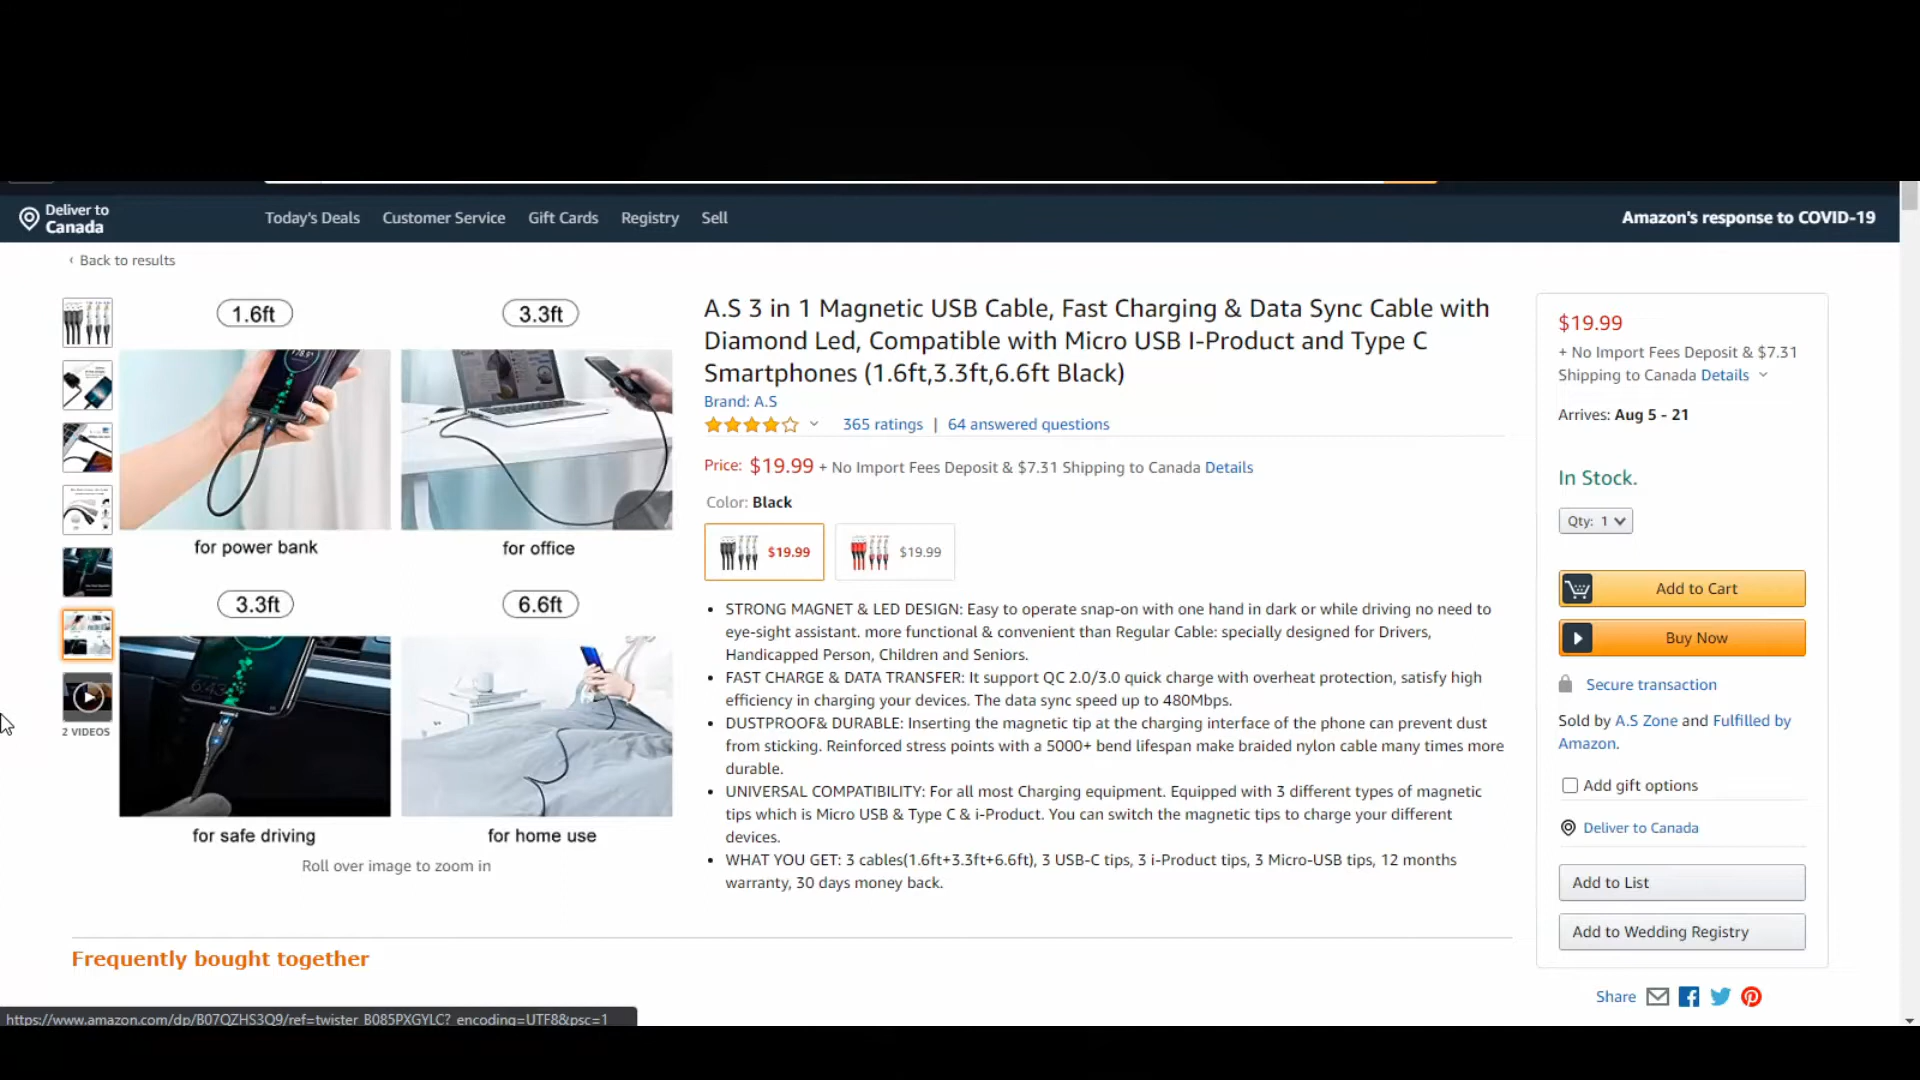 Deliver to
Canada
Today's Deals
Customer Service
Gift Cards
Registry
Sell
Amazon's response to COVID-19
‹ Back to results
1.6ft
3.3ft
for power bank
for office
3.3ft
6.6ft
for safe driving
for home use
Roll over image to zoom in
2 VIDEOS
A.S 3 in 1 Magnetic USB Cable, Fast Charging & Data Sync Cable with
Diamond Led, Compatible with Micro USB I-Product and Type C
Smartphones (1.6ft,3.3ft,6.6ft Black)
Brand: A.S
365 ratings | 64 answered questions
Price: $19.99 + No Import Fees Deposit & $7.31 Shipping to Canada Details
Color: Black
$19.99
$19.99
• STRONG MAGNET & LED DESIGN: Easy to operate snap-on with one hand in dark or while driving no need to
eye-sight assistant. more functional & convenient than Regular Cable: specially designed for Drivers,
Handicapped Person, Children and Seniors.
• FAST CHARGE & DATA TRANSFER: It support QC 2.0/3.0 quick charge with overheat protection, satisfy high
efficiency in charging your devices. The data sync speed up to 480Mbps.
• DUSTPROOF& DURABLE: Inserting the magnetic tip at the charging interface of the phone can prevent dust
from sticking. Reinforced stress points with a 5000+ bend lifespan make braided nylon cable many times more
durable.
• UNIVERSAL COMPATIBILITY: For all most Charging equipment. Equipped with 3 different types of magnetic
tips which is Micro USB & Type C & i-Product. You can switch the magnetic tips to charge your different
devices.
• WHAT YOU GET: 3 cables(1.6ft+3.3ft+6.6ft), 3 USB-C tips, 3 i-Product tips, 3 Micro-USB tips, 12 months
warranty, 30 days money back.
$19.99
+ No Import Fees Deposit & $7.31
Shipping to Canada Details
Arrives: Aug 5 - 21
In Stock.
Qty: 1
Add to Cart
Buy Now
Secure transaction
Sold by A.S Zone and Fulfilled by
Amazon.
Add gift options
Deliver to Canada
Add to List
Add to Wedding Registry
Share
Frequently bought together
https://www.amazon.com/dp/B07QZHS3Q9/ref=twister_B085PXGYLC?_encoding=UTF8&psc=1